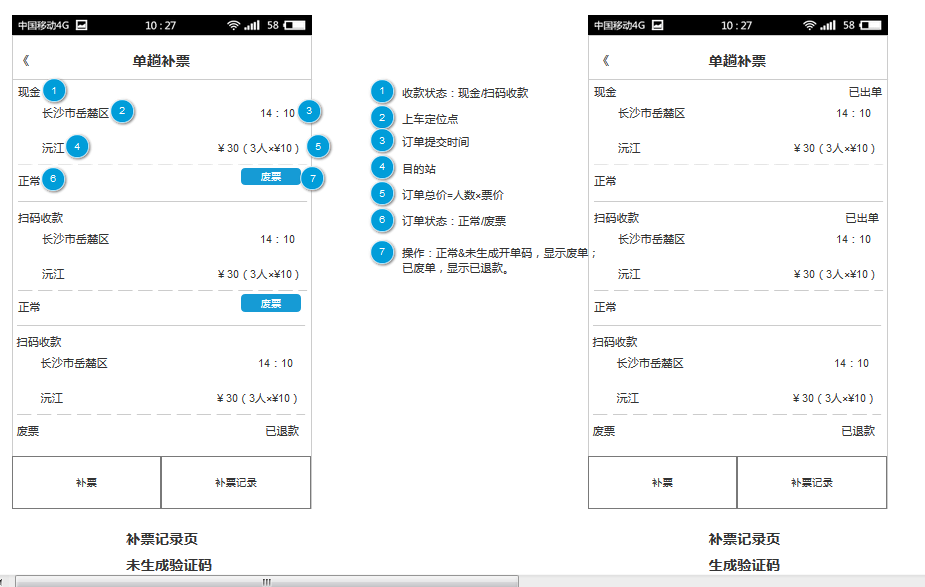 中国移动4G 10:27 58
《 单趟补票
现金 1
长沙市岳麓区 2 14:10 3
沅江 4 ¥30(3人×¥10) 5
正常 6 废票 7
扫码收款
长沙市岳麓区 14:10
沅江 ¥30(3人×¥10)
正常 废票
扫码收款
长沙市岳麓区 14:10
沅江 ¥30(3人×¥10)
废票 已退款
补票 补票记录
补票记录页
未生成验证码
1 收款状态:现金/扫码收款
2 上车定位点
3 订单提交时间
4 目的站
5 订单总价=人数×票价
6 订单状态:正常/废票
7 操作:正常&未生成开单码,显示废单;
已废单,显示已退款。
中国移动4G 10:27 58
《 单趟补票
现金 已出单
长沙市岳麓区 14:10
沅江 ¥30(3人×¥10)
正常
扫码收款 已出单
长沙市岳麓区 14:10
沅江 ¥30(3人×¥10)
正常
扫码收款
长沙市岳麓区 14:10
沅江 ¥30(3人×¥10)
废票 已退款
补票 补票记录
补票记录页
生成验证码